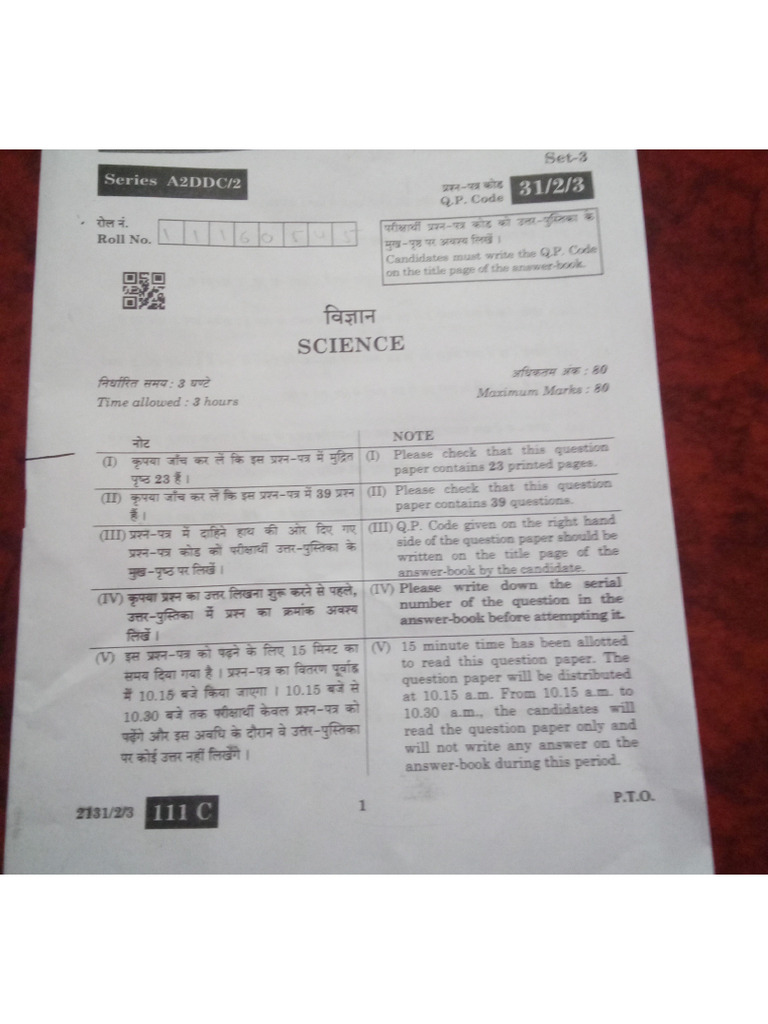 Set-3
Series A2DDC/2
प्रश्न-पत्र कोड
Q.P. Code 31/2/3
रोल नं.
Roll No. 11160545
परीक्षार्थी प्रश्न-पत्र कोड को उत्तर-पुस्तिका के
मुख-पृष्ठ पर अवश्य लिखें ।
Candidates must write the Q.P. Code
on the title page of the answer-book.
विज्ञान
SCIENCE
निर्धारित समय : 3 घण्टे
अधिकतम अंक : 80
Time allowed : 3 hours
Maximum Marks : 80
नोट
(I) कृपया जाँच कर लें कि इस प्रश्न-पत्र में मुद्रित
पृष्ठ 23 हैं ।
(II) कृपया जाँच कर लें कि इस प्रश्न-पत्र में 39 प्रश्न
हैं ।
(III) प्रश्न-पत्र में दाहिने हाथ की ओर दिए गए
प्रश्न-पत्र कोड को परीक्षार्थी उत्तर-पुस्तिका के
मुख-पृष्ठ पर लिखें ।
(IV) कृपया प्रश्न का उत्तर लिखना शुरू करने से पहले,
उत्तर-पुस्तिका में प्रश्न का क्रमांक अवश्य
लिखें ।
(V) इस प्रश्न-पत्र को पढ़ने के लिए 15 मिनट का
समय दिया गया है । प्रश्न-पत्र का वितरण पूर्वाह्न
में 10.15 बजे किया जाएगा । 10.15 बजे से
10.30 बजे तक परीक्षार्थी केवल प्रश्न-पत्र को
पढ़ेंगे और इस अवधि के दौरान वे उत्तर-पुस्तिका
पर कोई उत्तर नहीं लिखेंगे ।
NOTE
(I) Please check that this question
paper contains 23 printed pages.
(II) Please check that this question
paper contains 39 questions.
(III) Q.P. Code given on the right hand
side of the question paper should be
written on the title page of the
answer-book by the candidate.
(IV) Please write down the serial
number of the question in the
answer-book before attempting it.
(V) 15 minute time has been allotted
to read this question paper. The
question paper will be distributed
at 10.15 a.m. From 10.15 a.m. to
10.30 a.m., the candidates will
read the question paper only and
will not write any answer on the
answer-book during this period.
31/2/3 111 C
1
P.T.O.